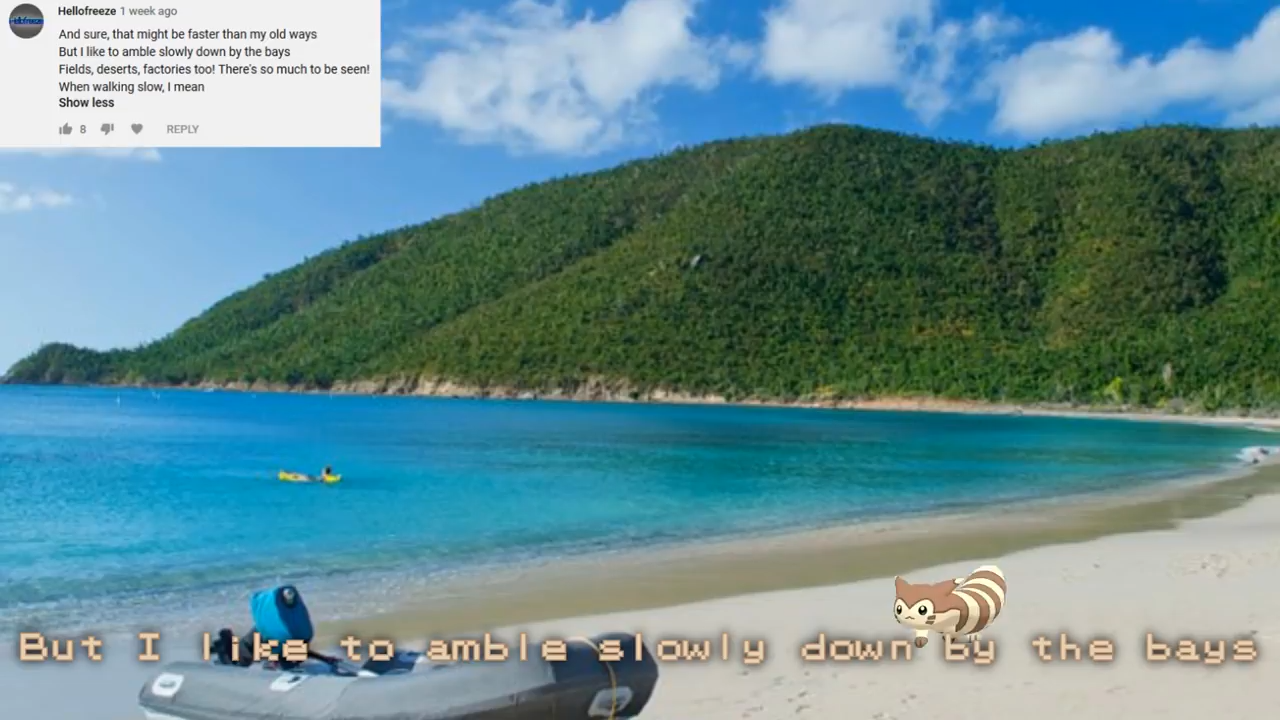 Hellofreeze
Hellofreeze 1 week ago
And sure, that might be faster than my old ways
But I like to amble slowly down by the bays
Fields, deserts, factories too! There's so much to be seen!
When walking slow, I mean
Show less
8 REPLY
But I like to amble slowly down by the bays